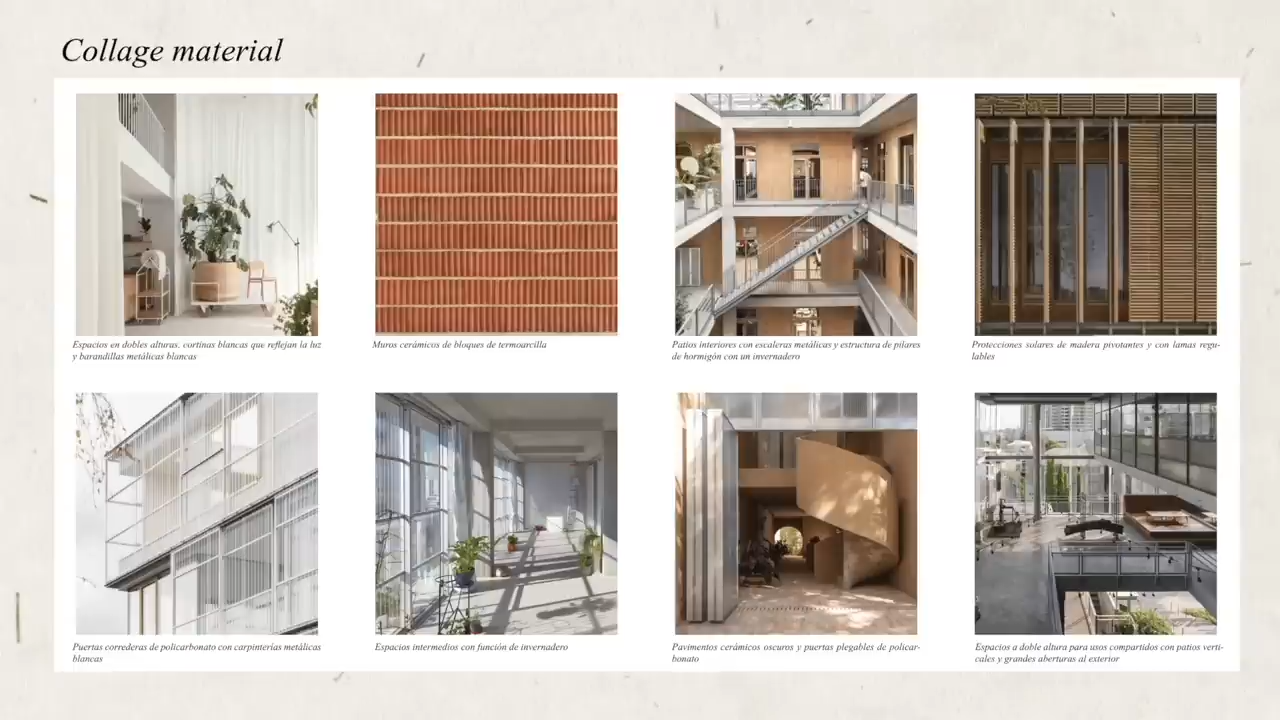 Collage material
Espacios en dobles alturas, cortinas blancas que reflejan la luz
y barandillas metálicas blancas
Muros cerámicos de bloques de termoarcilla
Patios interiores con escaleras metálicas y estructura de pilares
de hormigón con un invernadero
Protecciones solares de madera pivotantes y con lamas regu-
lables
Puertas correderas de policarbonato con carpinterías metálicas
blancas
Espacios intermedios con función de invernadero
Pavimentos cerámicos oscuros y puertas plegables de policar-
bonato
Espacios a doble altura para usos compartidos con patios verti-
cales y grandes aberturas al exterior